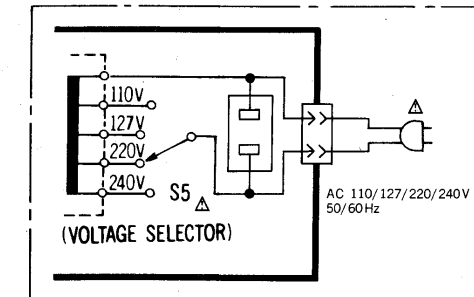 110V
127V
220V
240V
S5
(VOLTAGE SELECTOR)
AC 110/127/220/240V
50/60Hz